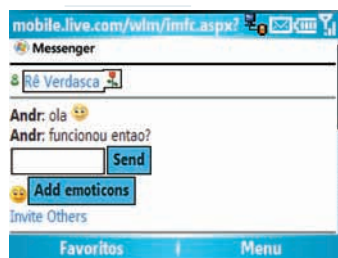 mobile.live.com/wlm/imfc.aspx?
Messenger
Rê Verdasca
Andr: ola
Andr: funcionou entao?
Send
Add emoticons
Invite Others
Favoritos Menu